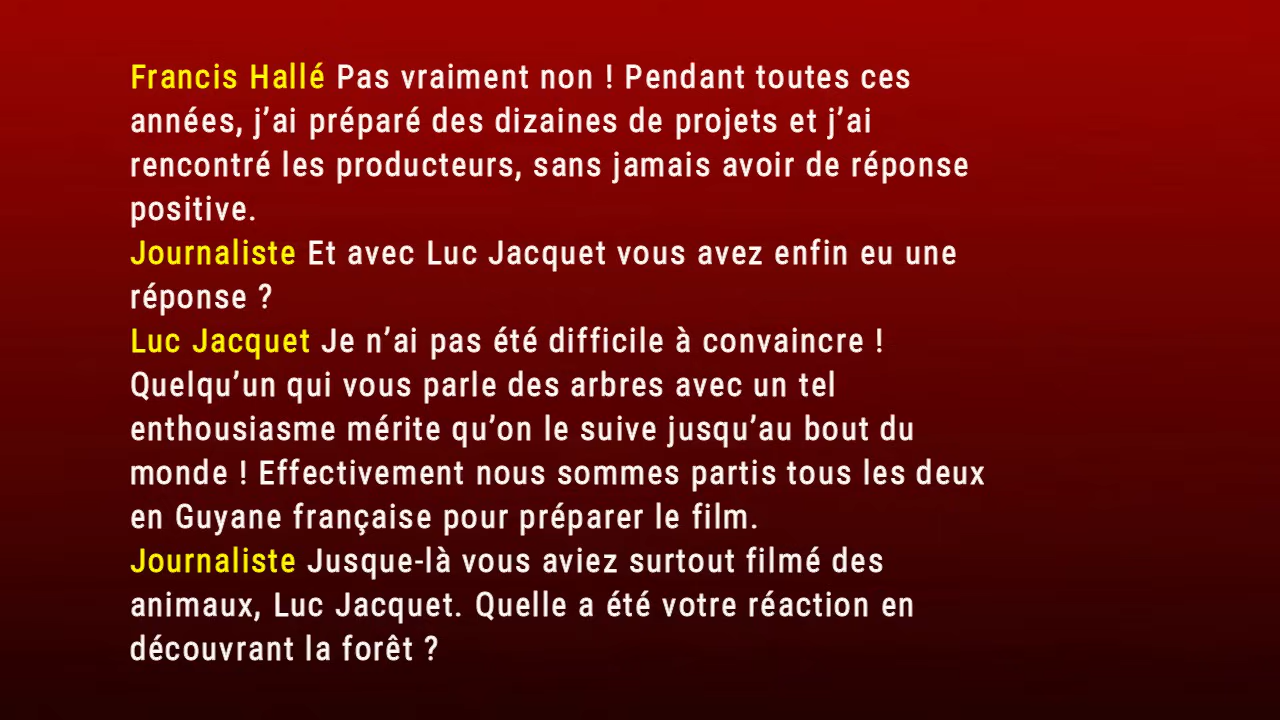 Francis Hallé Pas vraiment non ! Pendant toutes ces
années, j’ai préparé des dizaines de projets et j’ai
rencontré les producteurs, sans jamais avoir de réponse
positive.
Journaliste Et avec Luc Jacquet vous avez enfin eu une
réponse ?
Luc Jacquet Je n’ai pas été difficile à convaincre !
Quelqu’un qui vous parle des arbres avec un tel
enthousiasme mérite qu’on le suive jusqu’au bout du
monde ! Effectivement nous sommes partis tous les deux
en Guyane française pour préparer le film.
Journaliste Jusque-là vous aviez surtout filmé des
animaux, Luc Jacquet. Quelle a été votre réaction en
découvrant la forêt ?